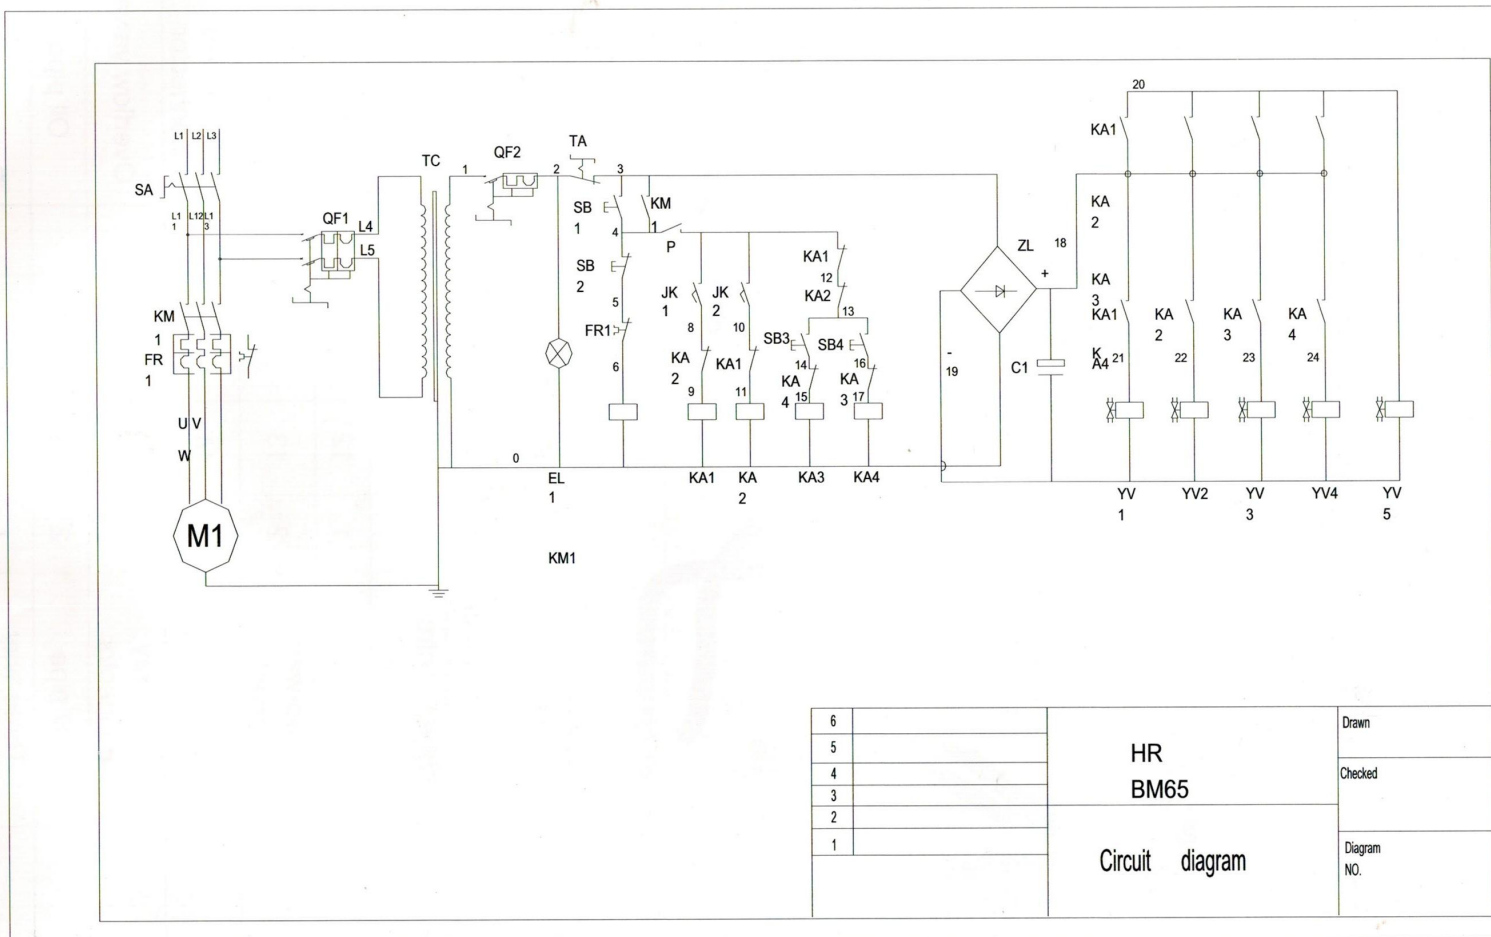 20
L1 L2 L3
KA1
TA
QF2
TC
1
2
3
SA
SB
1
KM
1
KA
2
L1
1
L12
L1
3
QF1
L4
4
P
ZL
18
L5
KA1
+
SB
2
12
KA
3
JK
1
JK
2
KA2
KM
1
5
13
KA1
KA
2
KA
3
KA
4
FR1
8
10
SB3
SB4
FR
1
KA
2
KA1
14
16
-
19
C1
K
A4
21
22
23
24
6
KA
4
KA
3
9
11
15
17
U V
W
0
EL
1
KA1
KA
2
KA3
KA4
YV
1
YV2
YV
3
YV4
YV
5
M1
KM1
6
5
4
3
2
1
HR
BM65
Circuit diagram
Drawn
Checked
Diagram
NO.